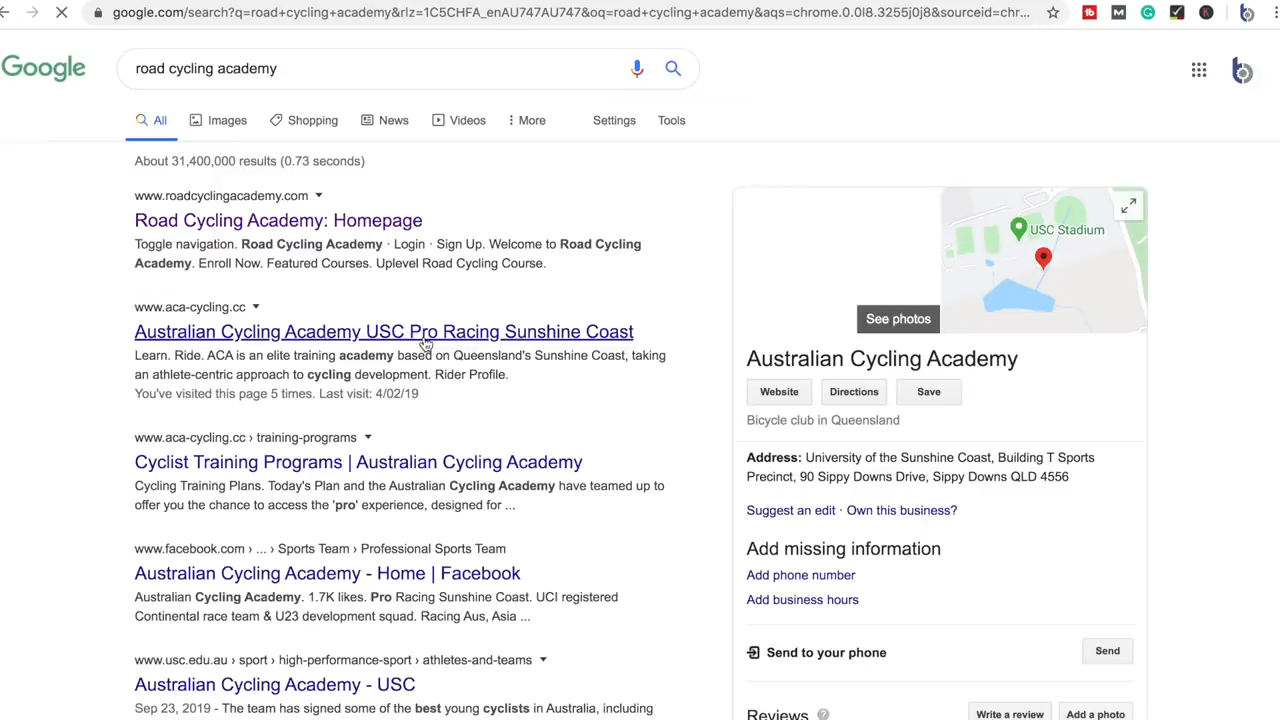 google.com/search?q=road+cycling+academy&rlz=1C5CHFA_enAU747AU747&oq=road+cycling+academy&aqs=chrome.0.0l8.3255j0j8&sourceid=chr...
Google
road cycling academy
All
Images
Shopping
News
Videos
More
Settings
Tools
About 31,400,000 results (0.73 seconds)
www.roadcyclingacademy.com
Road Cycling Academy: Homepage
Toggle navigation. Road Cycling Academy · Login · Sign Up. Welcome to Road Cycling
Academy. Enroll Now. Featured Courses. Uplevel Road Cycling Course.
www.aca-cycling.cc
Australian Cycling Academy USC Pro Racing Sunshine Coast
Learn. Ride. ACA is an elite training academy based on Queensland's Sunshine Coast, taking
an athlete-centric approach to cycling development. Rider Profile.
You've visited this page 5 times. Last visit: 4/02/19
www.aca-cycling.cc › training-programs
Cyclist Training Programs | Australian Cycling Academy
Cycling Training Plans. Today's Plan and the Australian Cycling Academy have teamed up to
offer you the chance to access the 'pro' experience, designed for ...
www.facebook.com › ... › Sports Team › Professional Sports Team
Australian Cycling Academy - Home | Facebook
Australian Cycling Academy. 1.7K likes. Pro Racing Sunshine Coast. UCI registered
Continental race team & U23 development squad. Racing Aus, Asia ...
www.usc.edu.au › sport › high-performance-sport › athletes-and-teams
Australian Cycling Academy - USC
Sep 23, 2019 - The team has signed some of the best young cyclists in Australia, including
USC Stadium
See photos
Australian Cycling Academy
Website
Directions
Save
Bicycle club in Queensland
Address: University of the Sunshine Coast, Building T Sports
Precinct, 90 Sippy Downs Drive, Sippy Downs QLD 4556
Suggest an edit · Own this business?
Add missing information
Add phone number
Add business hours
Send to your phone
Send
Reviews
Write a review
Add a photo